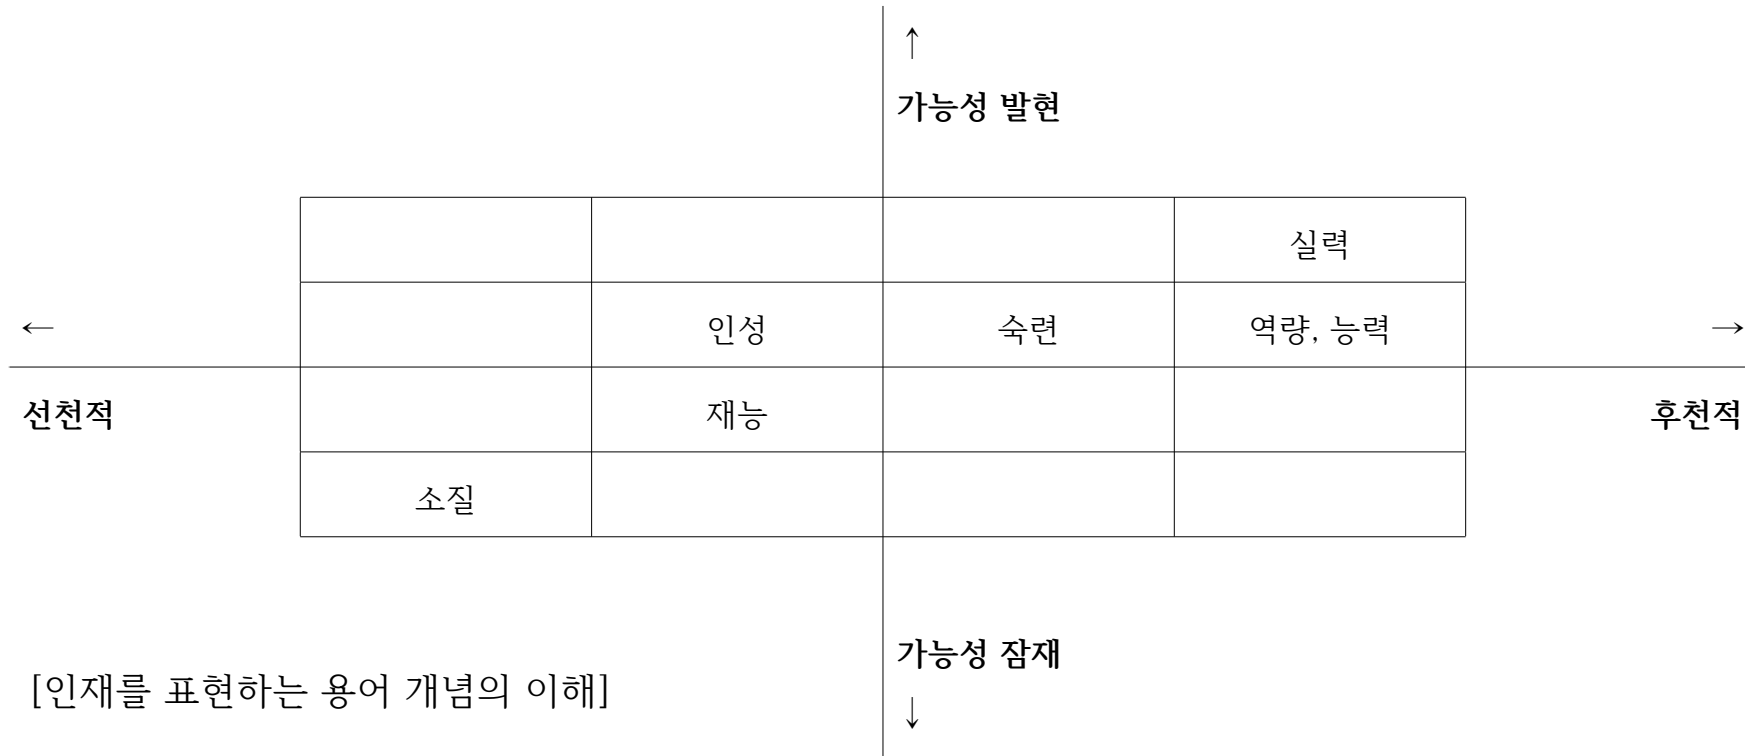 ↑
가능성 발현
실력
← 인성 숙련 역량, 능력 →
선천적 재능 후천적
소질
가능성 잠재
[인재를 표현하는 용어 개념의 이해]
↓